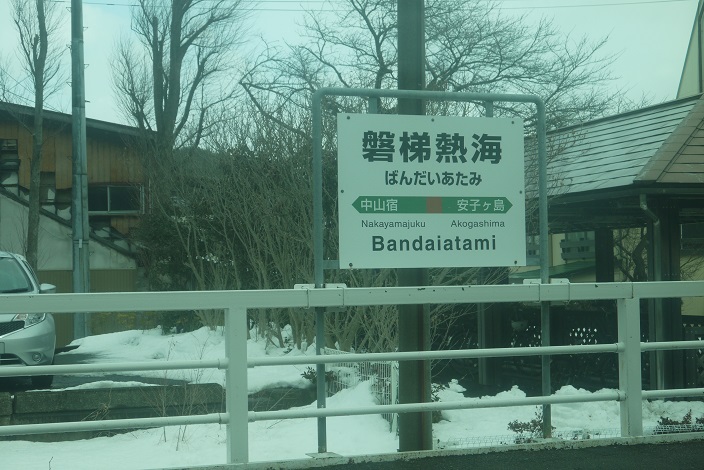 磐梯熱海
ばんだいあたみ
中山宿 安子ヶ島
Nakayamajuku Akogashima
Bandaiatami